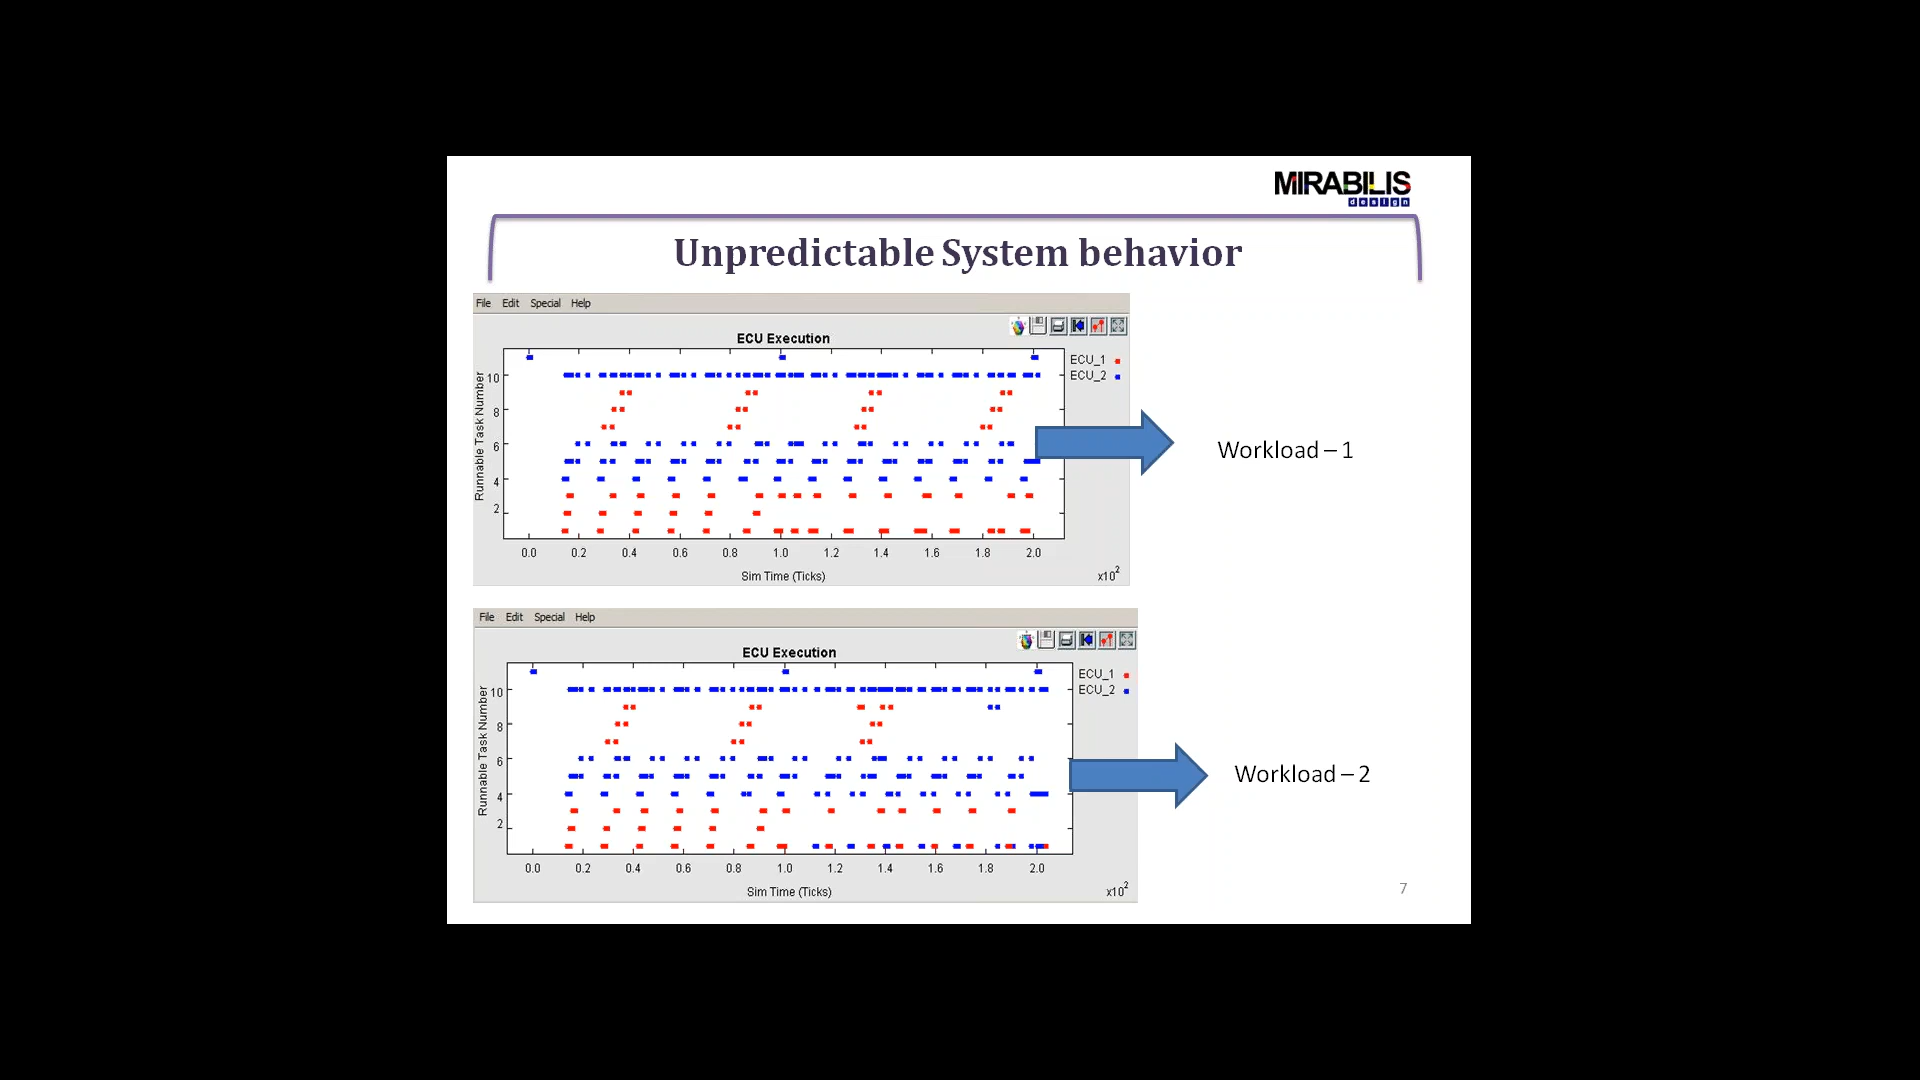 MIRABILIS
design
Unpredictable System behavior
File Edit Special Help
ECU Execution
ECU_1
ECU_2
Runnable Task Number
10
8
6
4
2
0.0 0.2 0.4 0.6 0.8 1.0 1.2 1.4 1.6 1.8 2.0
Sim Time (Ticks)
x10²
Workload – 1
File Edit Special Help
ECU Execution
ECU_1
ECU_2
Runnable Task Number
10
8
6
4
2
0.0 0.2 0.4 0.6 0.8 1.0 1.2 1.4 1.6 1.8 2.0
Sim Time (Ticks)
x10²
Workload – 2
7